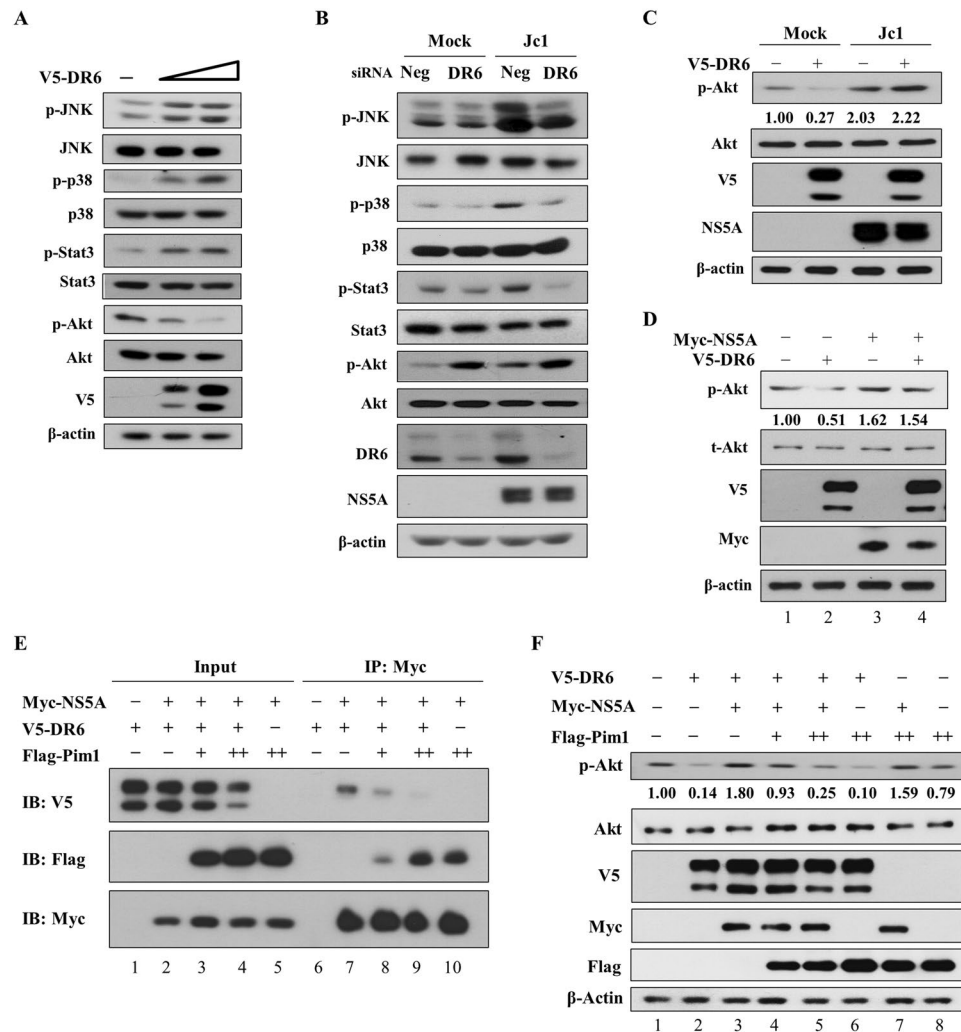 A
V5-DR6 –
p-JNK
JNK
p-p38
p38
p-Stat3
Stat3
p-Akt
Akt
V5
β-actin
B
Mock Jc1
siRNA Neg DR6 Neg DR6
p-JNK
JNK
p-p38
p38
p-Stat3
Stat3
p-Akt
Akt
DR6
NS5A
β-actin
C
Mock Jc1
V5-DR6 – + – +
p-Akt
1.00 0.27 2.03 2.22
Akt
V5
NS5A
β-actin
D
Myc-NS5A – – + +
V5-DR6 – + – +
p-Akt
1.00 0.51 1.62 1.54
t-Akt
V5
Myc
β-actin
1 2 3 4
E
Input IP: Myc
Myc-NS5A – + + + + – + + + +
V5-DR6 + + + + – + + + + –
Flag-Pim1 – – + ++ ++ – – + ++ ++
IB: V5
IB: Flag
IB: Myc
1 2 3 4 5 6 7 8 9 10
F
V5-DR6 – + + + + + – –
Myc-NS5A – – + + + – + –
Flag-Pim1 – – – + ++ ++ ++ ++
p-Akt
1.00 0.14 1.80 0.93 0.25 0.10 1.59 0.79
Akt
V5
Myc
Flag
β-Actin
1 2 3 4 5 6 7 8